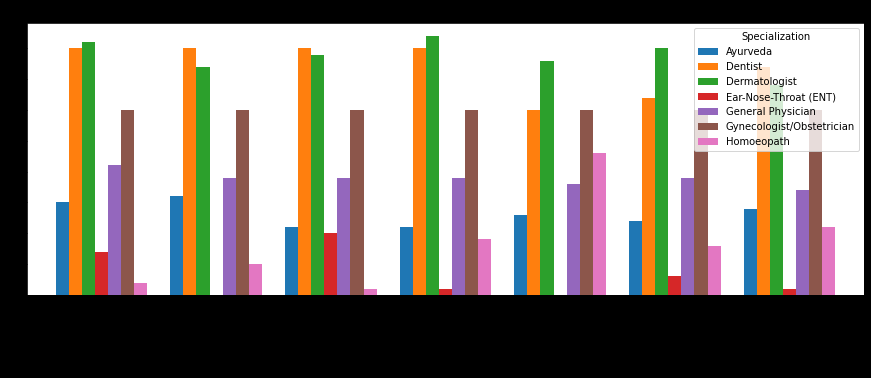 Specialization
Ayurveda
Dentist
Dermatologist
Ear-Nose-Throat (ENT)
General Physician
Gynecologist/Obstetrician
Homoeopath